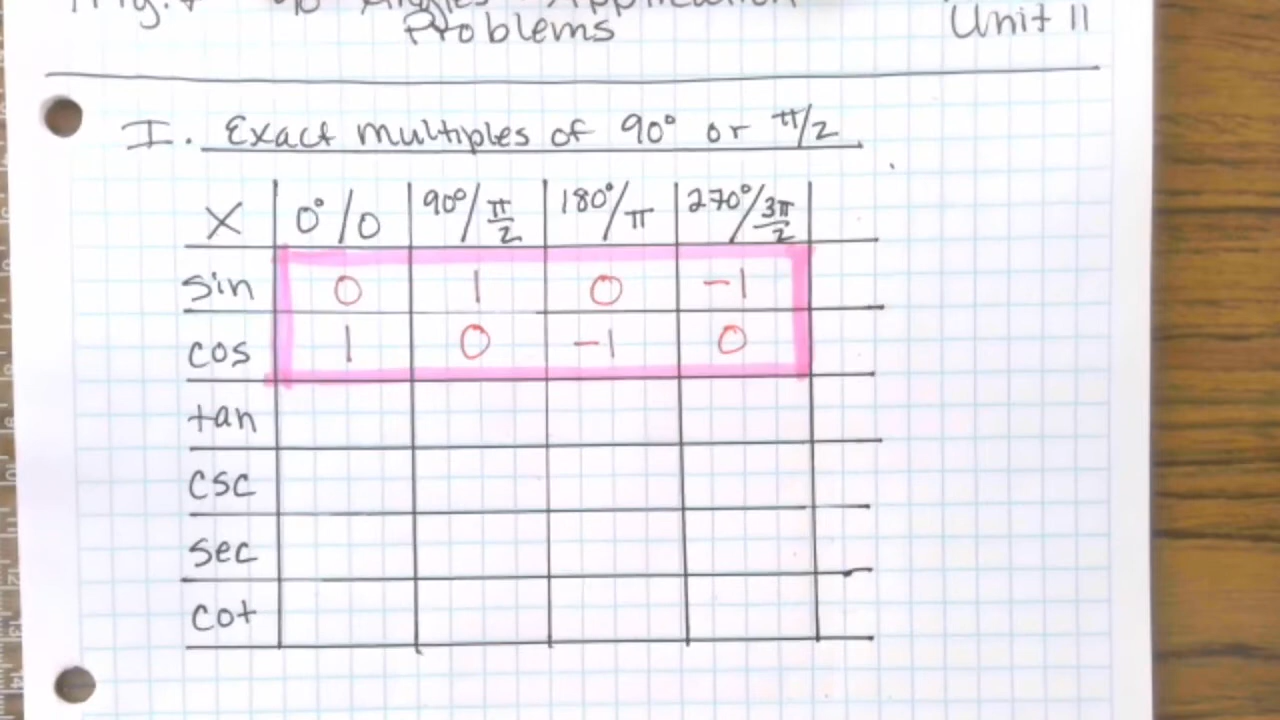 Problems
Unit 11
I. Exact multiples of 90° or π/2
X 0°/0 90°/π/2 180°/π 270°/3π/2
sin 0 1 0 -1
cos 1 0 -1 0
tan
csc
sec
cot